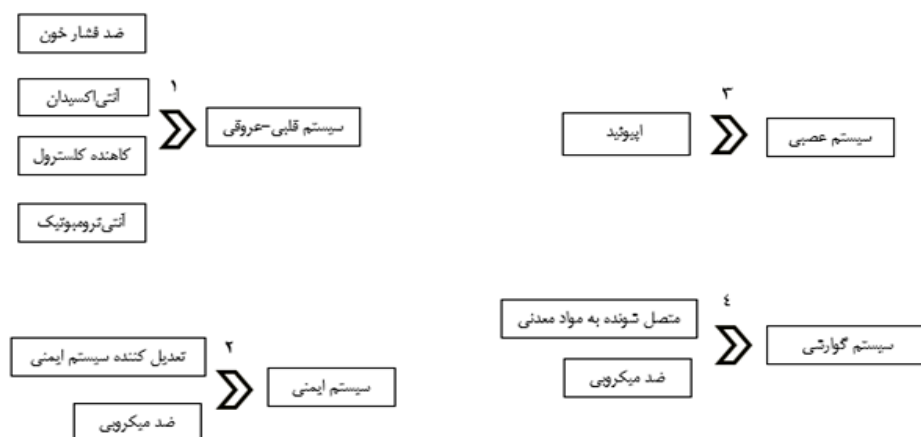 ضد فشار خون
آنتی‌اکسیدان
کاهنده کلسترول
آنتی‌ترومبوتیک
۱
سیستم قلبی-عروقی
تعدیل کننده سیستم ایمنی
ضد میکروبی
۲
سیستم ایمنی
اپیوئید
۳
سیستم عصبی
متصل شونده به مواد معدنی
ضد میکروبی
٤
سیستم گوارشی